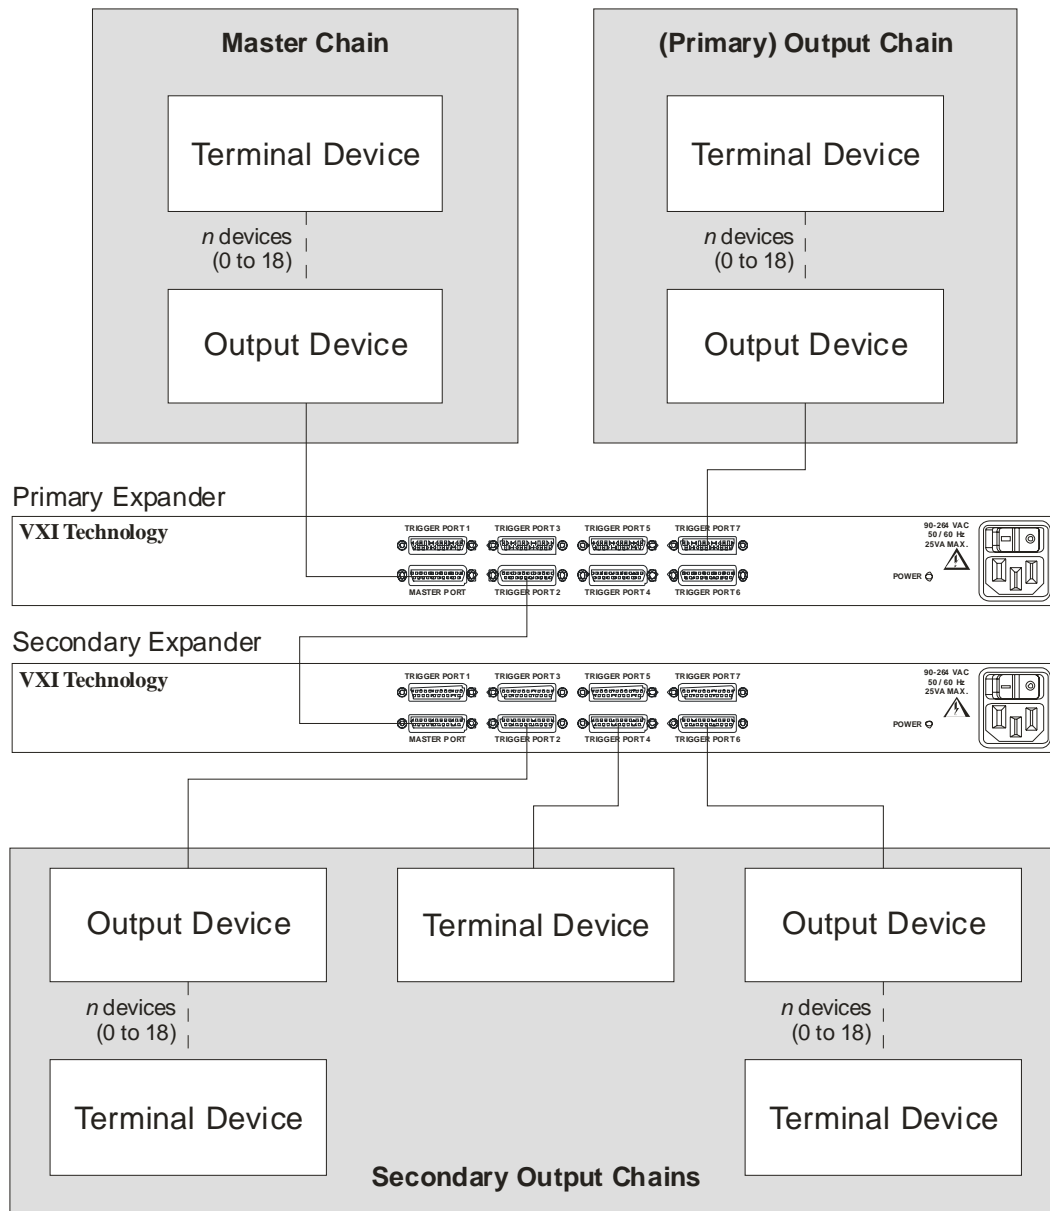 Master Chain
Terminal Device
n devices
(0 to 18)
Output Device
(Primary) Output Chain
Terminal Device
n devices
(0 to 18)
Output Device
Primary Expander
VXI Technology
TRIGGER PORT 1
TRIGGER PORT 3
TRIGGER PORT 5
TRIGGER PORT 7
MASTER PORT
TRIGGER PORT 2
TRIGGER PORT 4
TRIGGER PORT 6
90-264 VAC
50 / 60 Hz
25VA MAX.
POWER
Secondary Expander
VXI Technology
TRIGGER PORT 1
TRIGGER PORT 3
TRIGGER PORT 5
TRIGGER PORT 7
MASTER PORT
TRIGGER PORT 2
TRIGGER PORT 4
TRIGGER PORT 6
90-264 VAC
50 / 60 Hz
25VA MAX.
POWER
Output Device
n devices
(0 to 18)
Terminal Device
Terminal Device
Output Device
n devices
(0 to 18)
Terminal Device
Secondary Output Chains